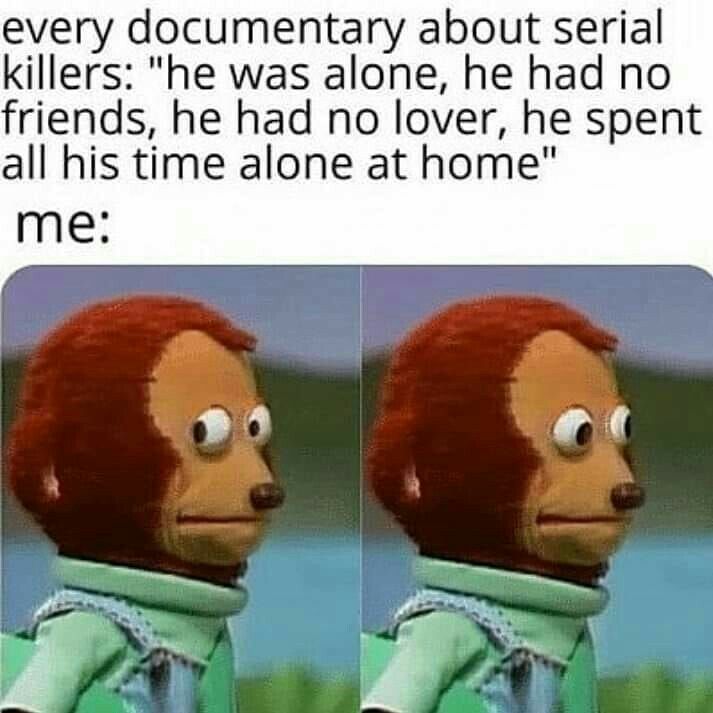 every documentary about serial
killers: "he was alone, he had no
friends, he had no lover, he spent
all his time alone at home"
me: